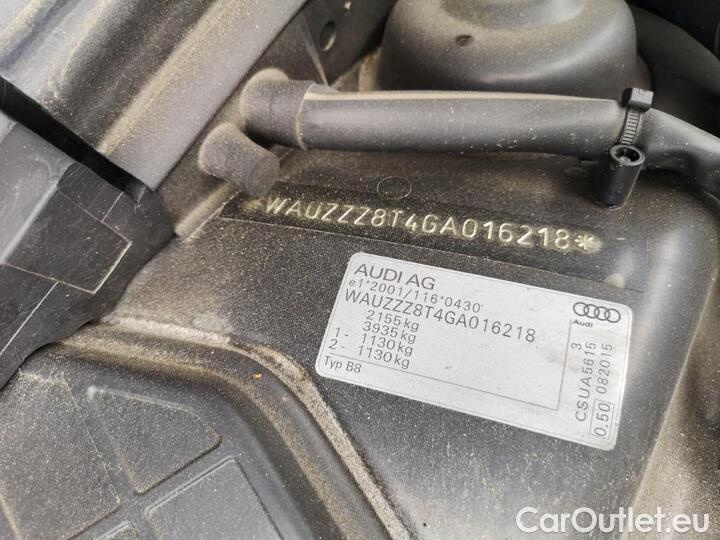 *WAUZZZ8T4GA016218*
AUDI AG
e1*2001/116*0430
WAUZZZ8T4GA016218
2155kg
3935kg
1- 1130kg
2- 1130kg
Typ B8
Audi
3
CSUA5615
0,50 082015
CarOutlet.eu